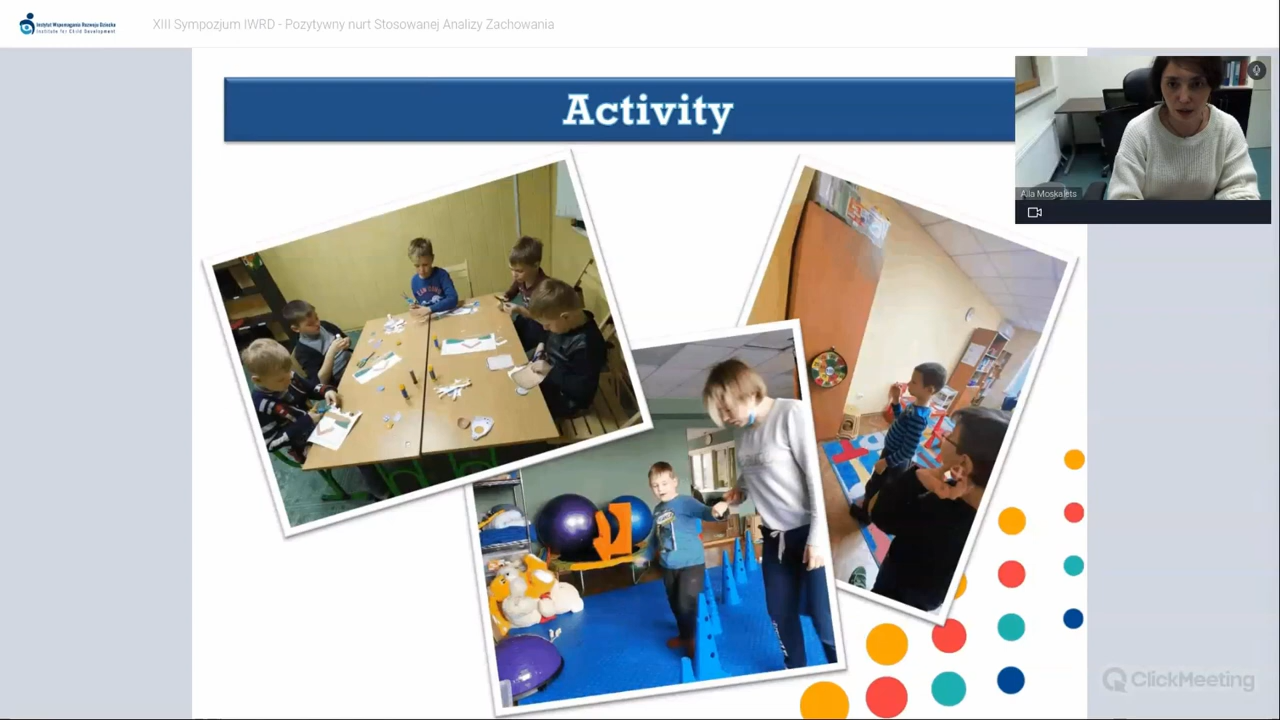 Instytut Wspomagania Rozwoju Dziecka
Institute for Child Development
XIII Sympozjum IWRD - Pozytywny nurt Stosowanej Analizy Zachowania
Activity
Alla Moskalets
ClickMeeting